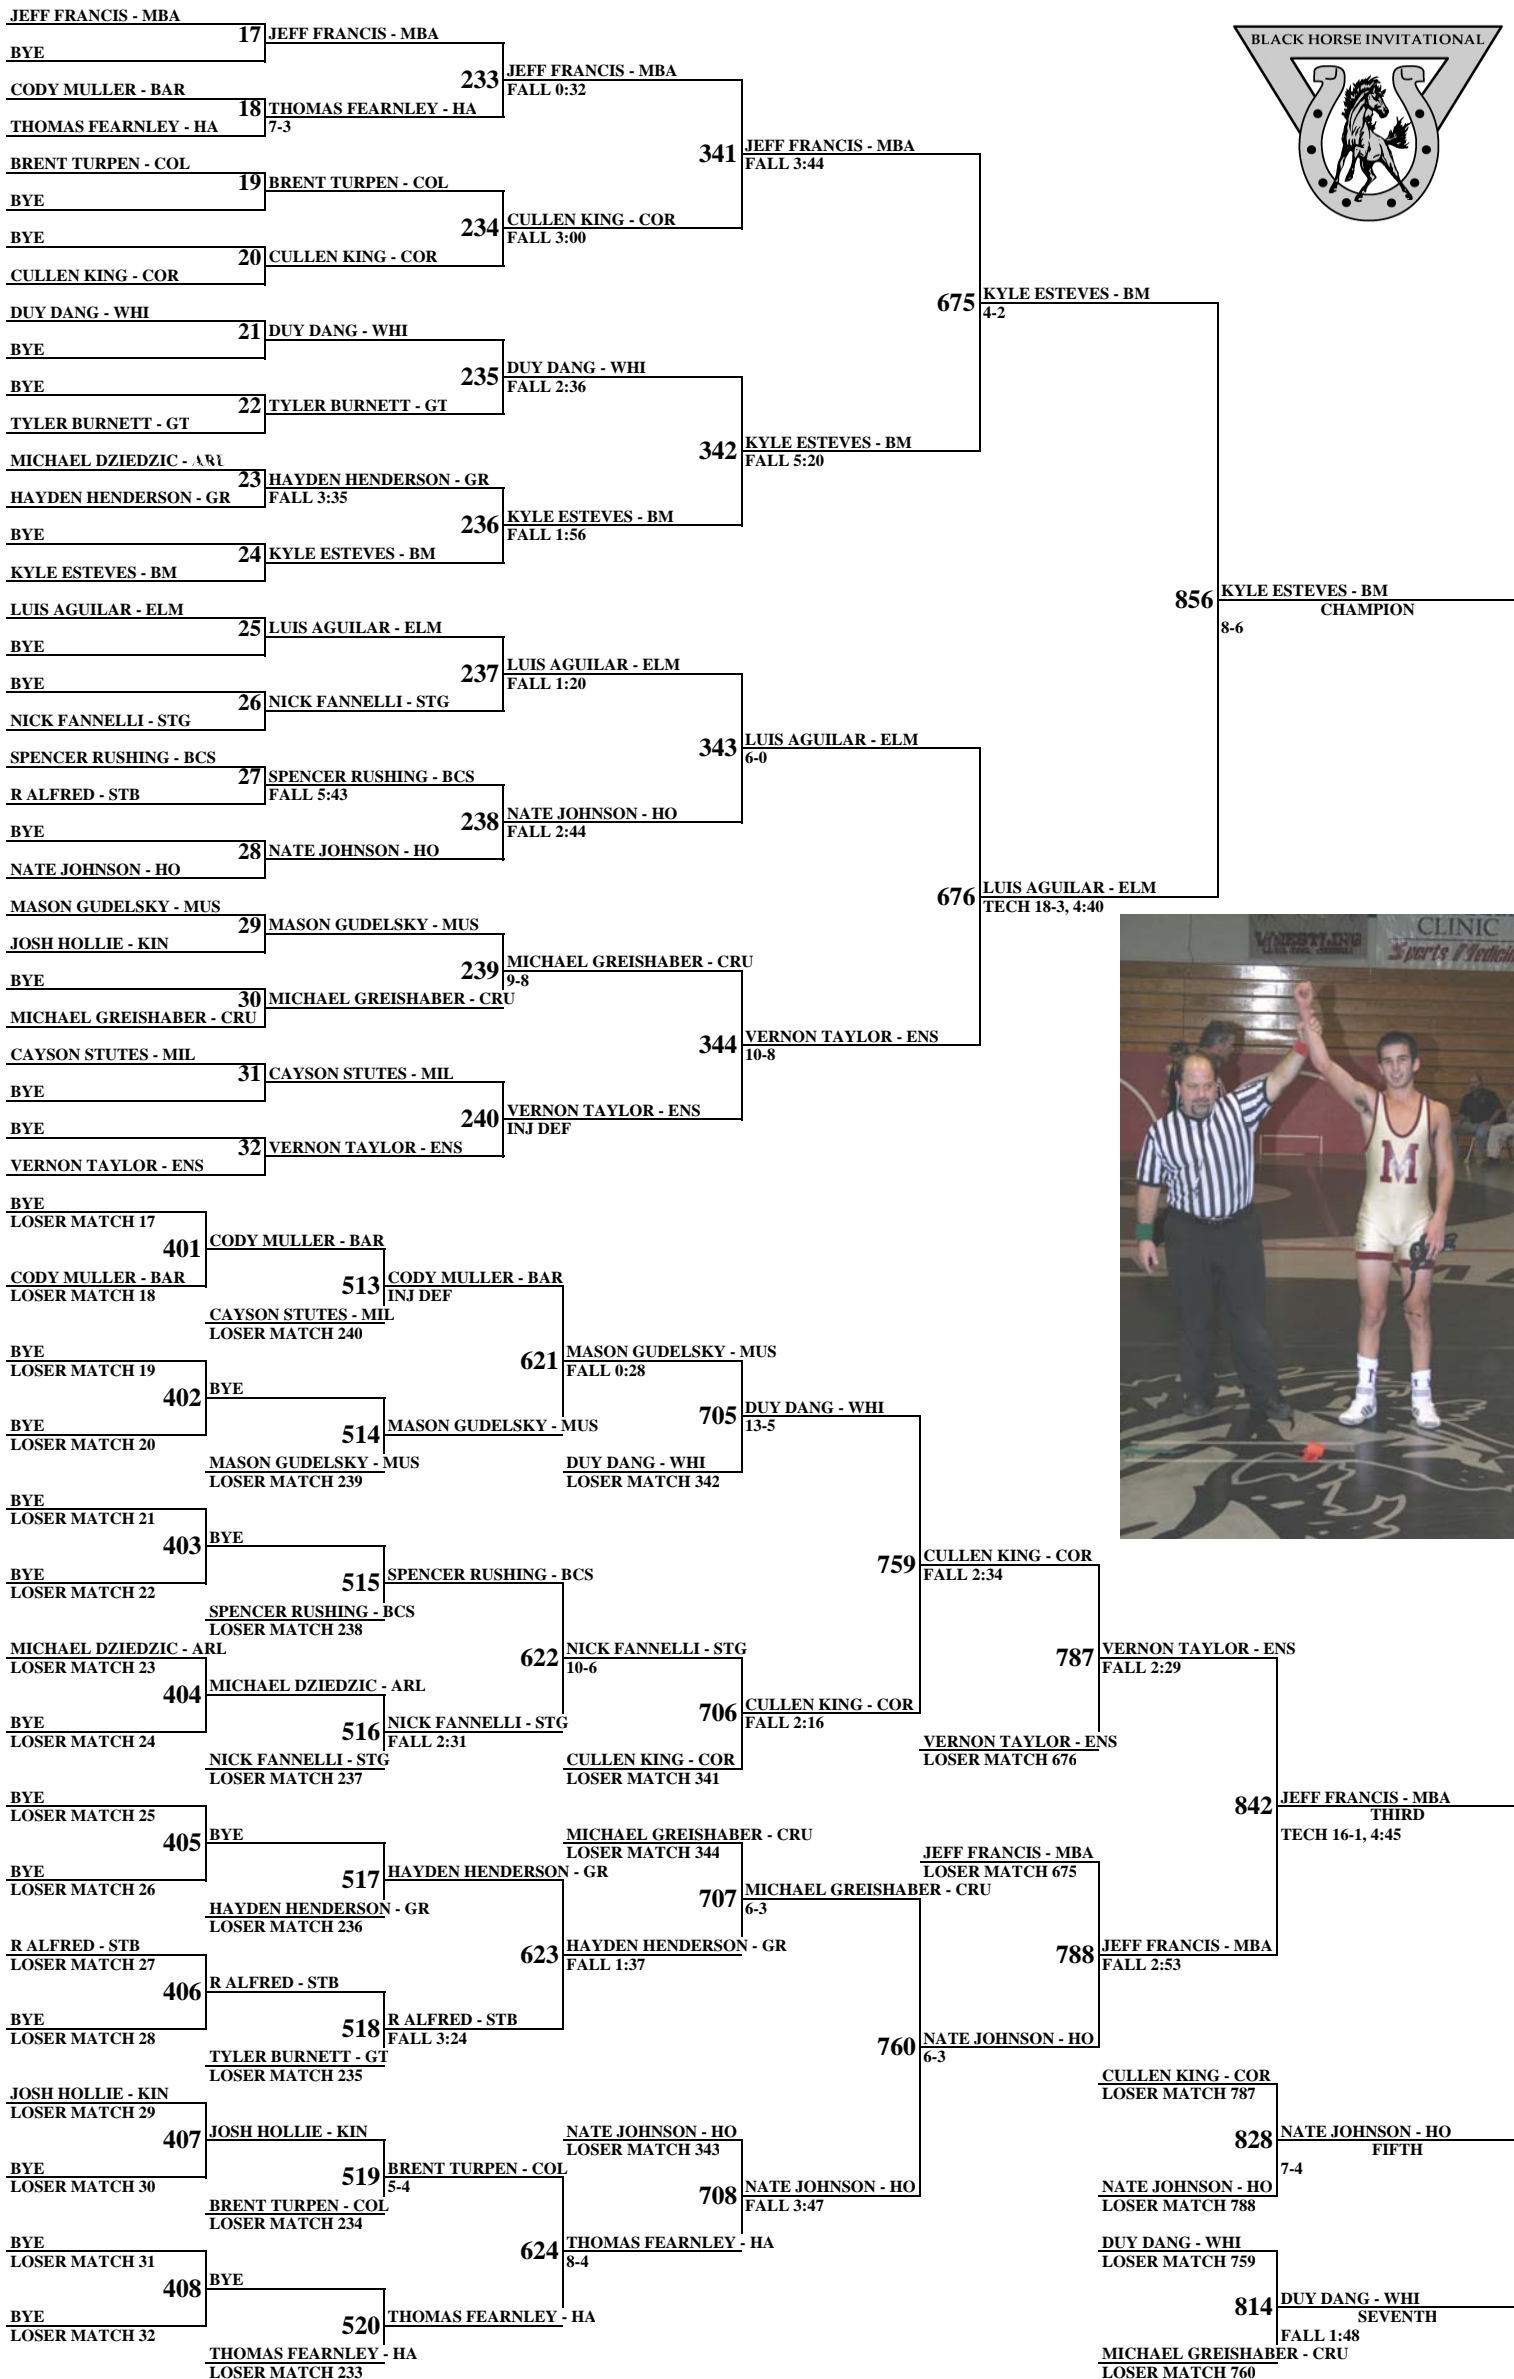 JEFF FRANCIS - MBA
BYE
CODY MULLER - BAR
THOMAS FEARNLEY - HA
BRENT TURPEN - COL
BYE
BYE
CULLEN KING - COR
DUY DANG - WHI
BYE
BYE
TYLER BURNETT - GT
MICHAEL DZIEDZIC - ARL
HAYDEN HENDERSON - GR
BYE
KYLE ESTEVES - BM
LUIS AGUILAR - ELM
BYE
BYE
NICK FANNELLI - STG
SPENCER RUSHING - BCS
R ALFRED - STB
BYE
NATE JOHNSON - HO
MASON GUDELSKY - MUS
JOSH HOLLIE - KIN
BYE
MICHAEL GREISHABER - CRU
CAYSON STUTES - MIL
BYE
BYE
VERNON TAYLOR - ENS
17 JEFF FRANCIS - MBA
18 THOMAS FEARNLEY - HA
7-3
19 BRENT TURPEN - COL
20 CULLEN KING - COR
21 DUY DANG - WHI
22 TYLER BURNETT - GT
23 HAYDEN HENDERSON - GR
FALL 3:35
24 KYLE ESTEVES - BM
25 LUIS AGUILAR - ELM
26 NICK FANNELLI - STG
27 SPENCER RUSHING - BCS
FALL 5:43
28 NATE JOHNSON - HO
29 MASON GUDELSKY - MUS
30 MICHAEL GREISHABER - CRU
31 CAYSON STUTES - MIL
32 VERNON TAYLOR - ENS
233 JEFF FRANCIS - MBA
FALL 0:32
234 CULLEN KING - COR
FALL 3:00
235 DUY DANG - WHI
FALL 2:36
236 KYLE ESTEVES - BM
FALL 1:56
237 LUIS AGUILAR - ELM
FALL 1:20
238 NATE JOHNSON - HO
FALL 2:44
239 MICHAEL GREISHABER - CRU
9-8
240 VERNON TAYLOR - ENS
INJ DEF
341 JEFF FRANCIS - MBA
FALL 3:44
342 KYLE ESTEVES - BM
FALL 5:20
343 LUIS AGUILAR - ELM
6-0
344 VERNON TAYLOR - ENS
10-8
675 KYLE ESTEVES - BM
4-2
676 LUIS AGUILAR - ELM
TECH 18-3, 4:40
856 KYLE ESTEVES - BM
CHAMPION
8-6
BLACK HORSE INVITATIONAL
WRESTLING
CLINIC
Sports Medicin
M
BYE
LOSER MATCH 17
CODY MULLER - BAR
LOSER MATCH 18
BYE
LOSER MATCH 19
BYE
LOSER MATCH 20
BYE
LOSER MATCH 21
BYE
LOSER MATCH 22
MICHAEL DZIEDZIC - ARL
LOSER MATCH 23
BYE
LOSER MATCH 24
BYE
LOSER MATCH 25
BYE
LOSER MATCH 26
R ALFRED - STB
LOSER MATCH 27
BYE
LOSER MATCH 28
JOSH HOLLIE - KIN
LOSER MATCH 29
BYE
LOSER MATCH 30
BYE
LOSER MATCH 31
BYE
LOSER MATCH 32
401 CODY MULLER - BAR
CAYSON STUTES - MIL
LOSER MATCH 240
402 BYE
MASON GUDELSKY - MUS
LOSER MATCH 239
403 BYE
SPENCER RUSHING - BCS
LOSER MATCH 238
404 MICHAEL DZIEDZIC - ARL
NICK FANNELLI - STG
LOSER MATCH 237
405 BYE
HAYDEN HENDERSON - GR
LOSER MATCH 236
406 R ALFRED - STB
TYLER BURNETT - GT
LOSER MATCH 235
407 JOSH HOLLIE - KIN
BRENT TURPEN - COL
LOSER MATCH 234
408 BYE
THOMAS FEARNLEY - HA
LOSER MATCH 233
513 CODY MULLER - BAR
INJ DEF
514 MASON GUDELSKY - MUS
515 SPENCER RUSHING - BCS
516 NICK FANNELLI - STG
FALL 2:31
517 HAYDEN HENDERSON - GR
518 R ALFRED - STB
FALL 3:24
519 BRENT TURPEN - COL
5-4
520 THOMAS FEARNLEY - HA
621 MASON GUDELSKY - MUS
FALL 0:28
DUY DANG - WHI
LOSER MATCH 342
622 NICK FANNELLI - STG
10-6
CULLEN KING - COR
LOSER MATCH 341
MICHAEL GREISHABER - CRU
LOSER MATCH 344
623 HAYDEN HENDERSON - GR
FALL 1:37
NATE JOHNSON - HO
LOSER MATCH 343
624 THOMAS FEARNLEY - HA
8-4
705 DUY DANG - WHI
13-5
706 CULLEN KING - COR
FALL 2:16
707 MICHAEL GREISHABER - CRU
6-3
708 NATE JOHNSON - HO
FALL 3:47
759 CULLEN KING - COR
FALL 2:34
VERNON TAYLOR - ENS
LOSER MATCH 676
JEFF FRANCIS - MBA
LOSER MATCH 675
760 NATE JOHNSON - HO
6-3
787 VERNON TAYLOR - ENS
FALL 2:29
788 JEFF FRANCIS - MBA
FALL 2:53
842 JEFF FRANCIS - MBA
THIRD
TECH 16-1, 4:45
CULLEN KING - COR
LOSER MATCH 787
828 NATE JOHNSON - HO
FIFTH
7-4
NATE JOHNSON - HO
LOSER MATCH 788
DUY DANG - WHI
LOSER MATCH 759
814 DUY DANG - WHI
SEVENTH
FALL 1:48
MICHAEL GREISHABER - CRU
LOSER MATCH 760